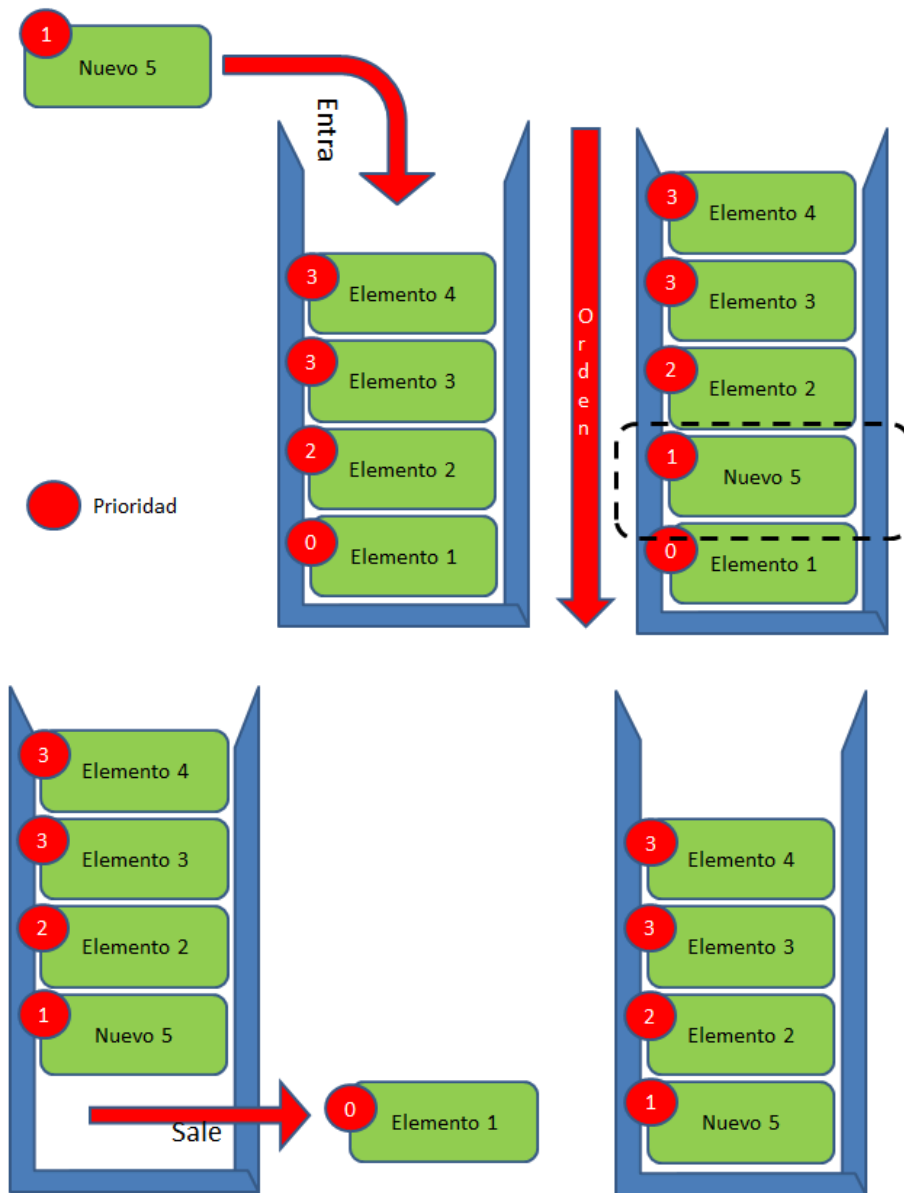 1
Nuevo 5
Entra
3
Elemento 4
3
Elemento 3
2
Elemento 2
0
Elemento 1
Prioridad
Orden
3
Elemento 4
3
Elemento 3
2
Elemento 2
1
Nuevo 5
0
Elemento 1
3
Elemento 4
3
Elemento 3
2
Elemento 2
1
Nuevo 5
Sale
0
Elemento 1
3
Elemento 4
3
Elemento 3
2
Elemento 2
1
Nuevo 5